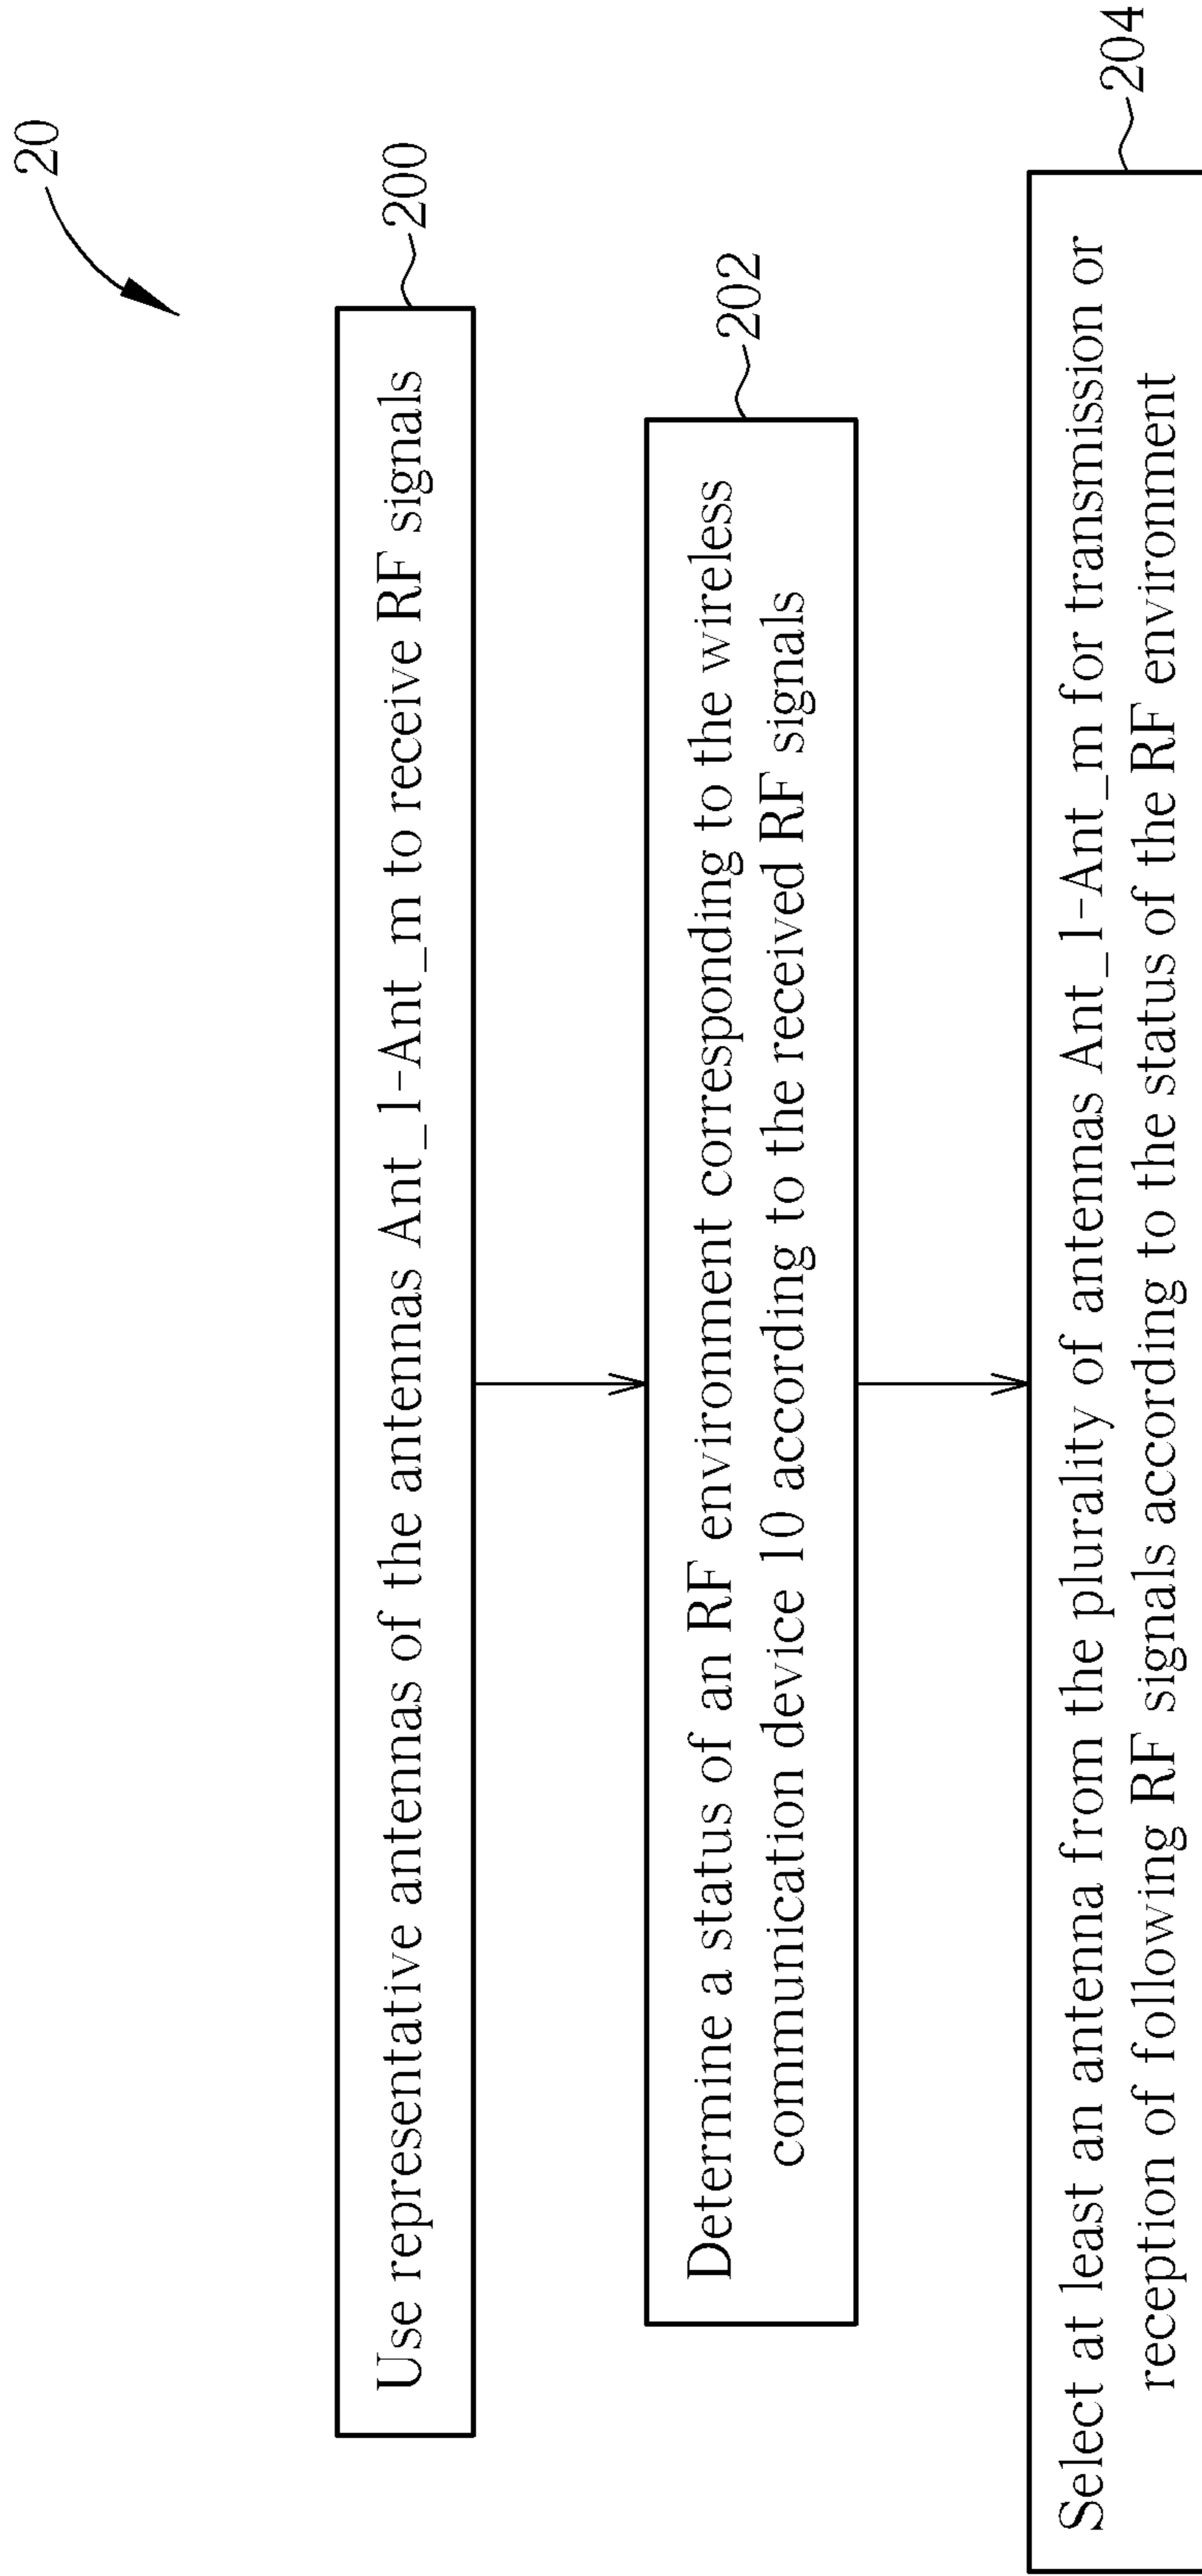 20
Use representative antennas of the antennas Ant_1-Ant_m to receive RF signals
200
Determine a status of an RF environment corresponding to the wireless
communication device 10 according to the received RF signals
202
Select at least an antenna from the plurality of antennas Ant_1-Ant_m for transmission or
reception of following RF signals according to the status of the RF environment
204